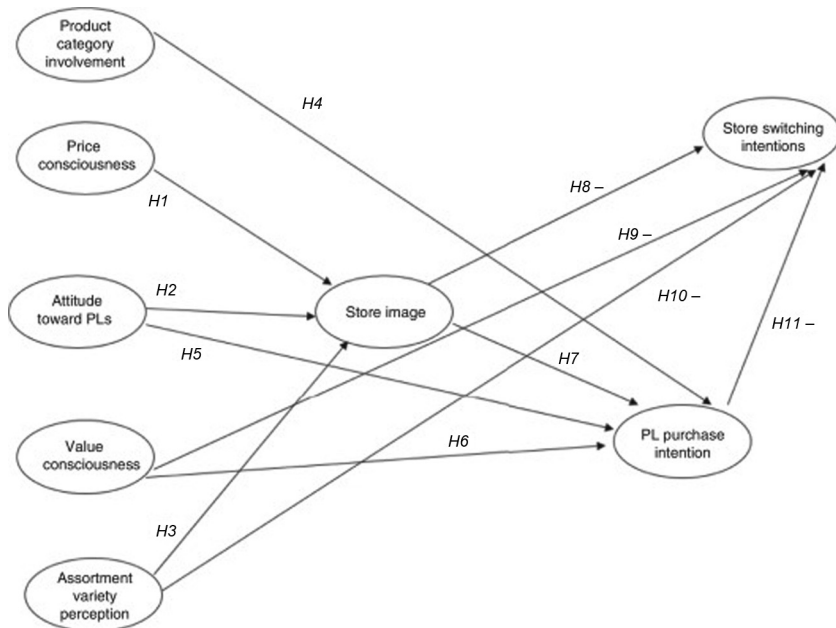 Product
category
involvement
H4
Price
consciousness
H1
Store switching
intentions
H8 –
H9 –
H10 –
H11 –
Attitude
toward PLs
H2
H5
Store image
H7
Value
consciousness
H6
PL purchase
intention
H3
Assortment
variety
perception